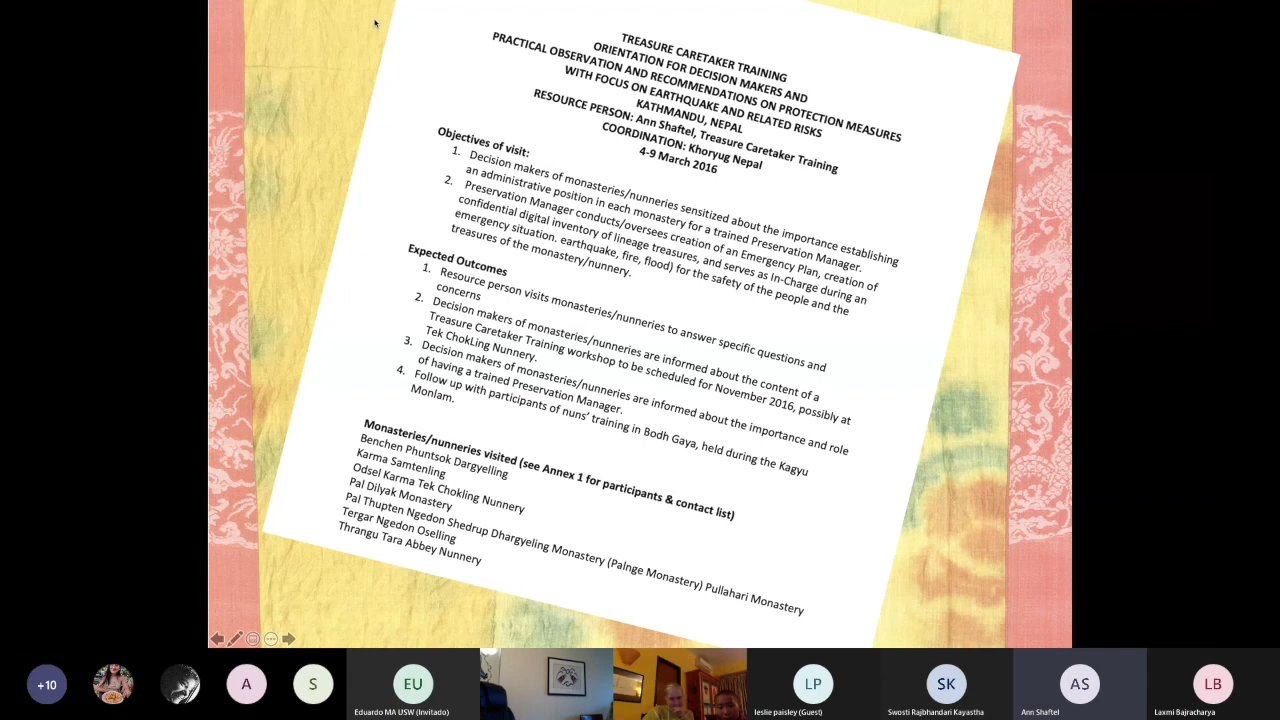 TREASURE CARETAKER TRAINING
ORIENTATION FOR DECISION MAKERS AND
PRACTICAL OBSERVATION AND RECOMMENDATIONS ON PROTECTION MEASURES
WITH FOCUS ON EARTHQUAKE AND RELATED RISKS
KATHMANDU, NEPAL
RESOURCE PERSON: Ann Shaftel, Treasure Caretaker Training
COORDINATION: Khoryug Nepal
4-9 March 2016
Objectives of visit:
1. Decision makers of monasteries/nunneries sensitized about the importance establishing
an administrative position in each monastery for a trained Preservation Manager.
2. Preservation Manager conducts/oversees creation of an Emergency Plan, creation of
confidential digital inventory of lineage treasures, and serves as In-Charge during an
emergency situation. earthquake, fire, flood) for the safety of the people and the
treasures of the monastery/nunnery.
Expected Outcomes
1. Resource person visits monasteries/nunneries to answer specific questions and
concerns
2. Decision makers of monasteries/nunneries are informed about the content of a
Treasure Caretaker Training workshop to be scheduled for November 2016, possibly at
Tek ChokLing Nunnery.
3. Decision makers of monasteries/nunneries are informed about the importance and role
of having a trained Preservation Manager.
4. Follow up with participants of nuns’ training in Bodh Gaya, held during the Kagyu
Monlam.
Monasteries/nunneries visited (see Annex 1 for participants & contact list)
Benchen Phuntsok Dargyelling
Karma Samtenling
Odsel Karma Tek Chokling Nunnery
Pal Dilyak Monastery
Pal Thupten Ngedon Shedrup Dhargyeling Monastery (Palnge Monastery) Pullahari Monastery
Tergar Ngedon Oselling
Thrangu Tara Abbey Nunnery
+10
A
S
EU
LP
SK
AS
LB
Eduardo MA USW (Invitado)
leslie paisley (Guest)
Swosti Rajbhandari Kayastha
Ann Shaftel
Laxmi Bajracharya